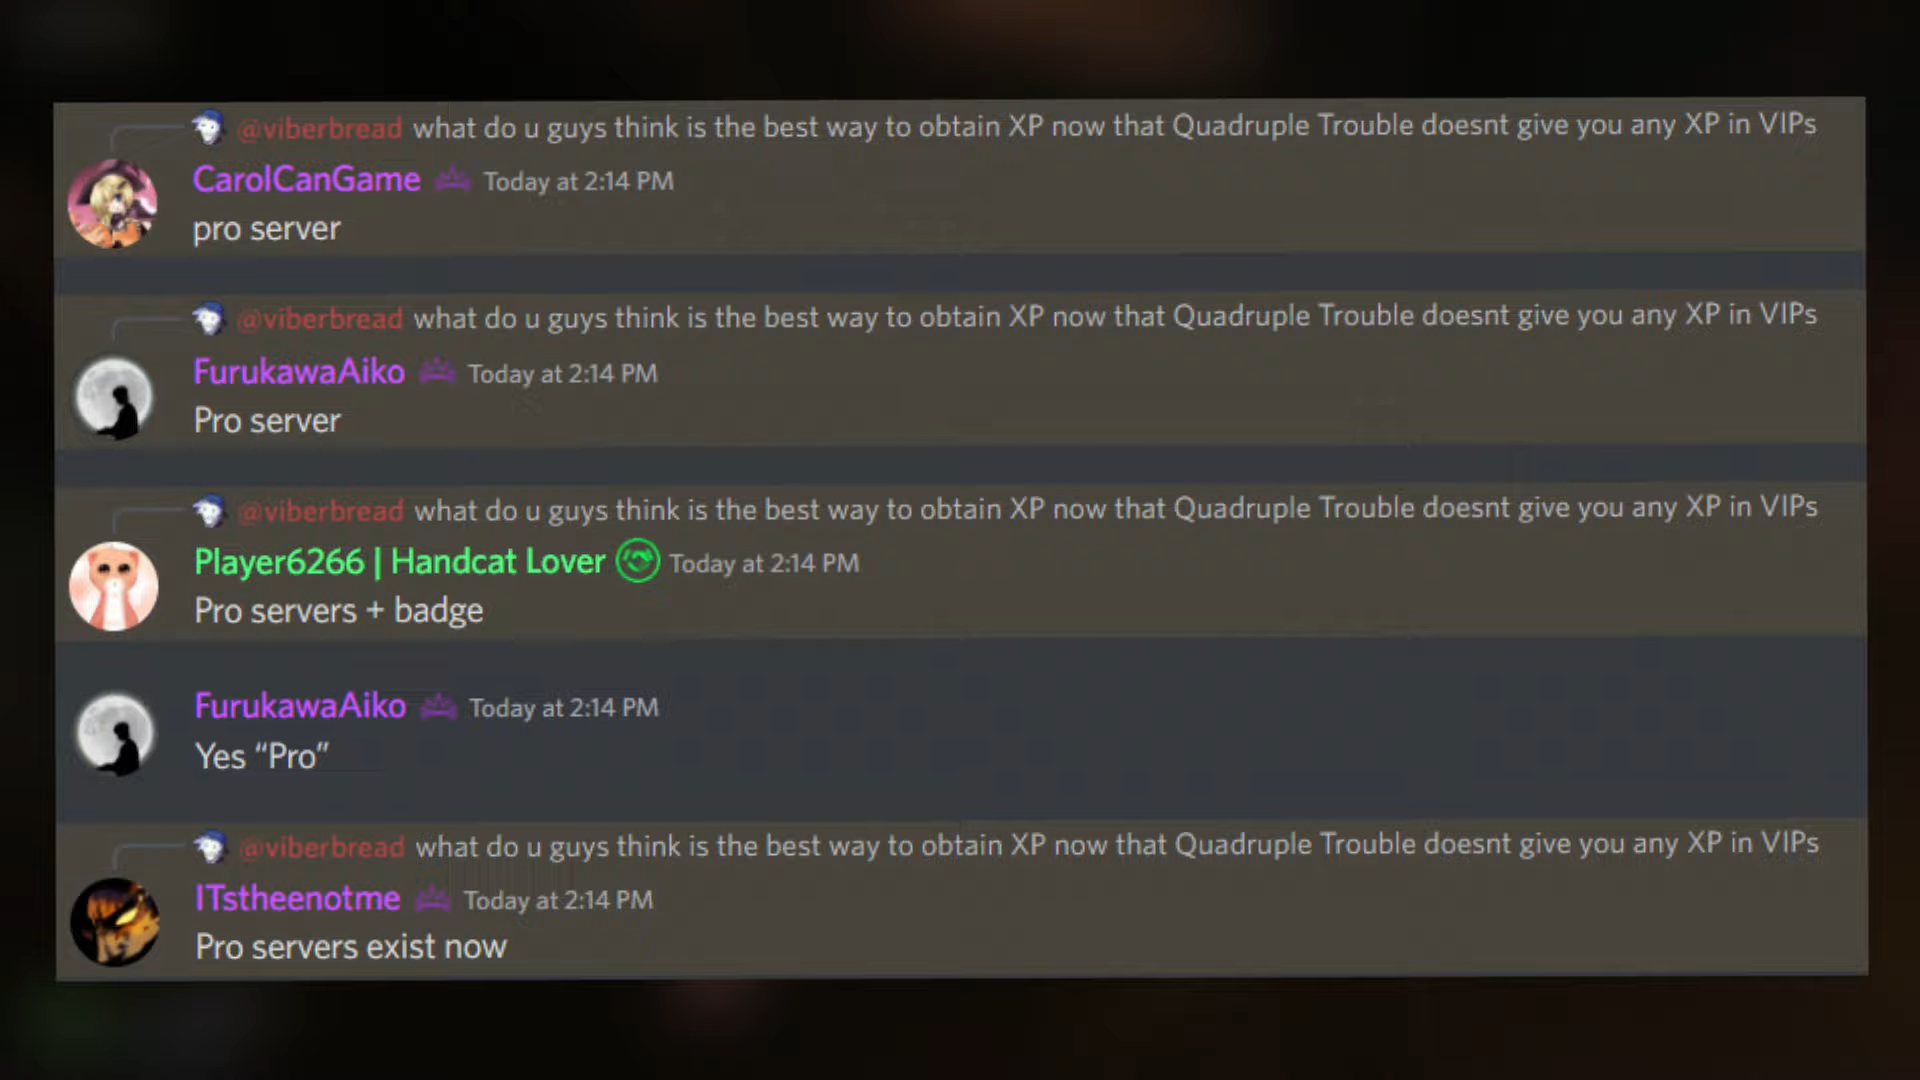 @viberbread what do u guys think is the best way to obtain XP now that Quadruple Trouble doesnt give you any XP in VIPs
CarolCanGame Today at 2:14 PM
pro server
@viberbread what do u guys think is the best way to obtain XP now that Quadruple Trouble doesnt give you any XP in VIPs
FurukawaAiko Today at 2:14 PM
Pro server
@viberbread what do u guys think is the best way to obtain XP now that Quadruple Trouble doesnt give you any XP in VIPs
Player6266 | Handcat Lover Today at 2:14 PM
Pro servers + badge
FurukawaAiko Today at 2:14 PM
Yes “Pro”
@viberbread what do u guys think is the best way to obtain XP now that Quadruple Trouble doesnt give you any XP in VIPs
ITstheenotme Today at 2:14 PM
Pro servers exist now